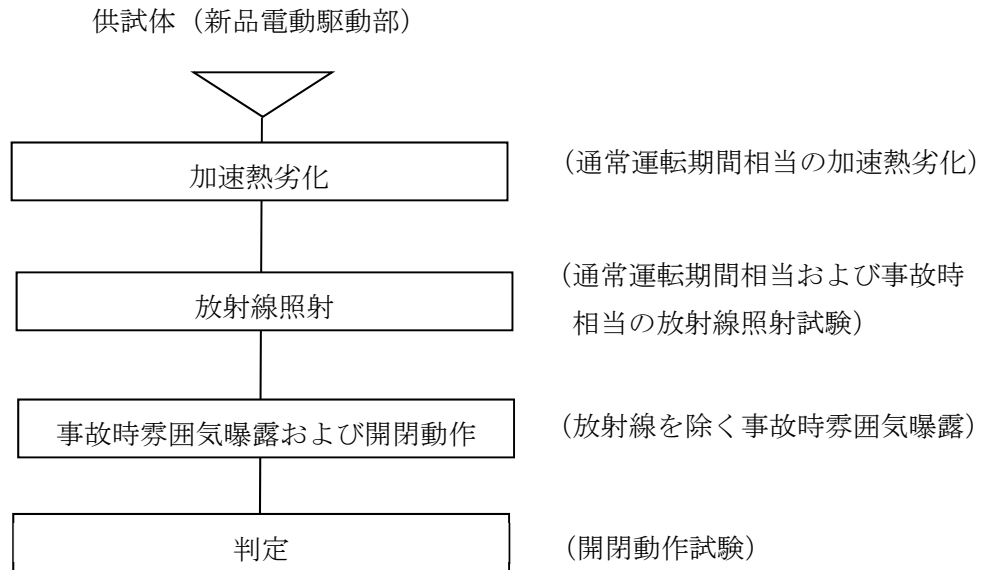 供試体（新品電動駆動部）
加速熱劣化
（通常運転期間相当の加速熱劣化）
放射線照射
（通常運転期間相当および事故時
相当の放射線照射試験）
事故時雰囲気曝露および開閉動作
（放射線を除く事故時雰囲気曝露）
判定
（開閉動作試験）